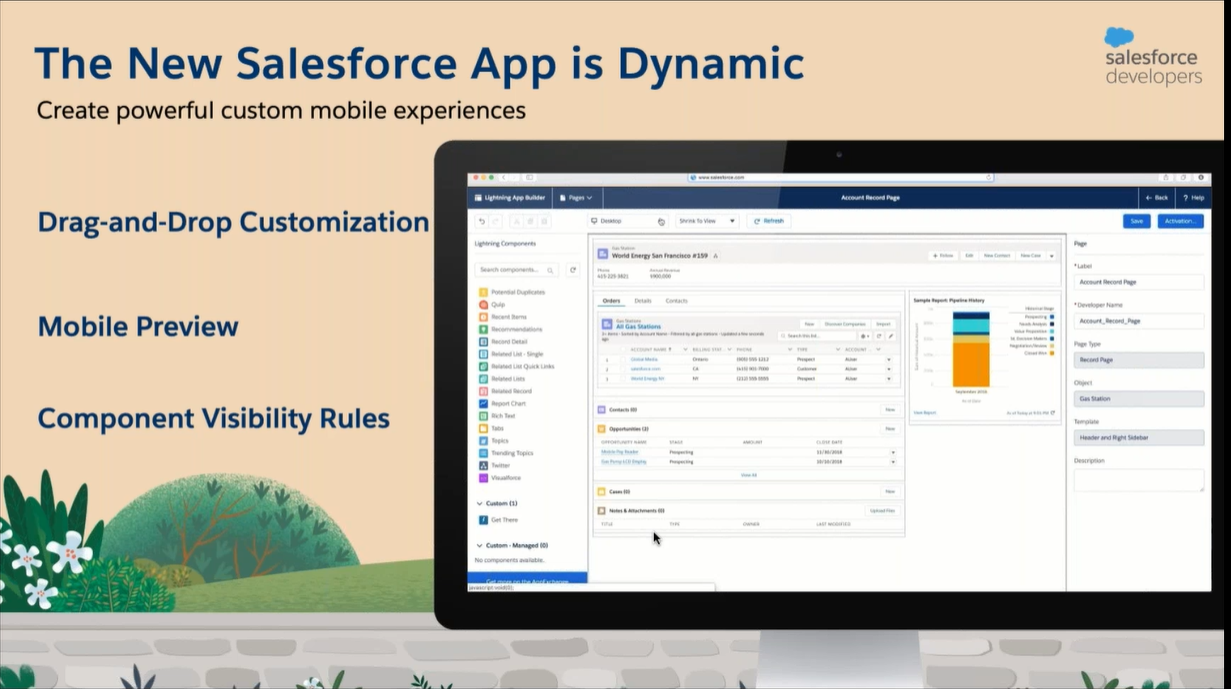 The New Salesforce App is Dynamic
Create powerful custom mobile experiences
salesforce
developers
Drag-and-Drop Customization
Mobile Preview
Component Visibility Rules
www.salesforce.com
Lightning App Builder
Pages
Account Record Page
Back
? Help
Desktop
Shrink To View
Refresh
Save
Activation...
Lightning Components
Search components...
Potential Duplicates
Quip
Recent Items
Recommendations
Record Detail
Related List - Single
Related List Quick Links
Related Lists
Related Record
Report Chart
Rich Text
Tabs
Topics
Trending Topics
Twitter
Visualforce
Custom (1)
Get There
Custom - Managed (0)
No components available.
Get more on the AppExchange
javascript:void(0);
Gas Station
World Energy San Francisco #159
+ Follow
Edit
New Contact
New Case
Phone
Annual Revenue
415-225-3821
$900,000
Orders
Details
Contacts
Gas Stations
All Gas Stations
New
Discover Companies
Import
Search this list...
ACCOUNT NAME
PHONE
TYPE
ACCOUNT
1 Global Media Ontario (905) 555-1212 Prospect
2 salesforce.com CA (415) 901-7000 Customer
3 World Energy NY (212) 555-5555 Prospect
Contacts (0)
New
Opportunities (2)
New
OPPORTUNITY NAME STAGE AMOUNT CLOSE DATE
Mobile Pay Reader Prospecting 11/30/2018
Gas Pump LCD Display Prospecting 10/10/2018
View All
Cases (0)
New
Notes & Attachments (0)
Upload Files
TITLE TYPE OWNER LAST MODIFIED
Sample Report: Pipeline History
Historical Stage
Prospecting
Needs Analysis
Value Proposition
Id. Decision Makers
Negotiation/Review
Closed Won
September 2018
View Report
Page
*Label
Account Record Page
*Developer Name
Account_Record_Page
Page Type
Record Page
Object
Gas Station
Template
Header and Right Sidebar
Description